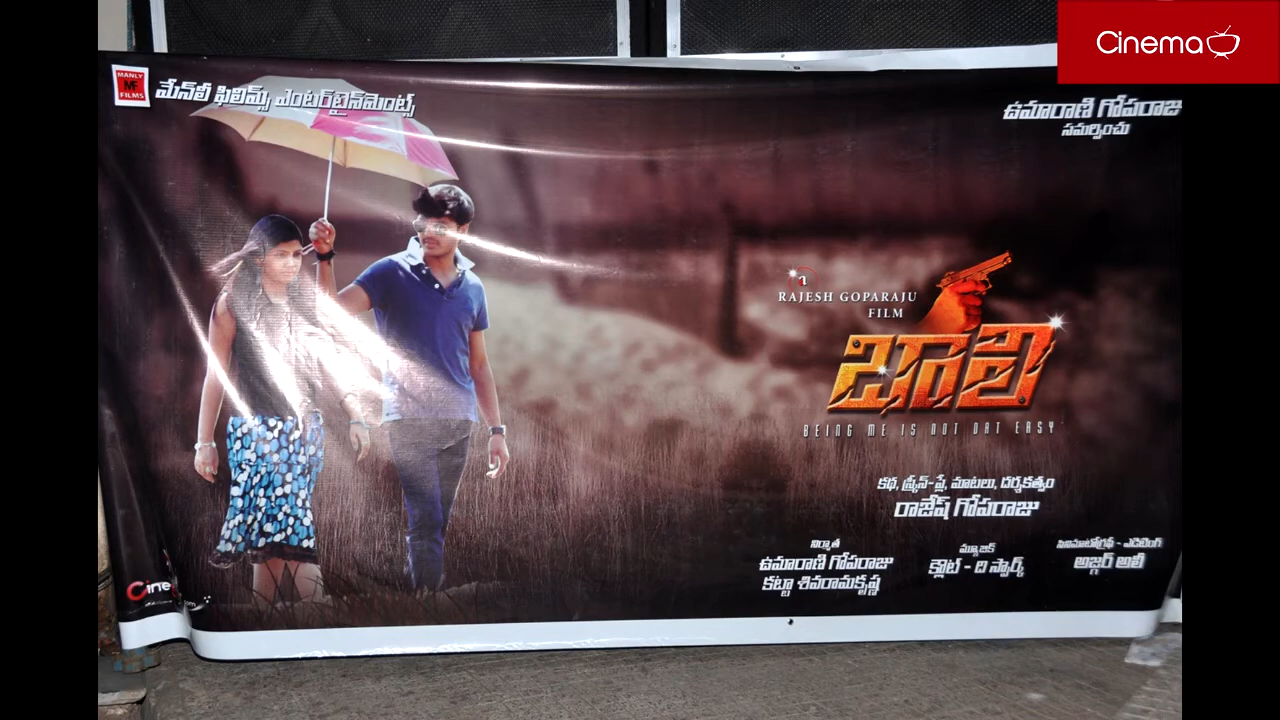 Cinema
MANLY
MF
FILMS
మేన్‌లీ ఫిలిమ్స్ ఎంటర్‌టైన్‌మెంట్స్
ఉమారాణి గోపరాజు
సమర్పించు
RAJESH GOPARAJU
FILM
జాలి
BEING ME IS NOT DAT EASY
కథ, స్క్రీన్-ప్లే, మాటలు, దర్శకత్వం
రాజేష్ గోపరాజు
నిర్మాత
ఉమారాణి గోపరాజు
కట్టా శివరామకృష్ణ
మ్యూజిక్
క్లాట్ - ది స్పార్క్
సినిమాటోగ్రఫీ - ఎడిటింగ్
అజ్గర్ అలీ
Cine